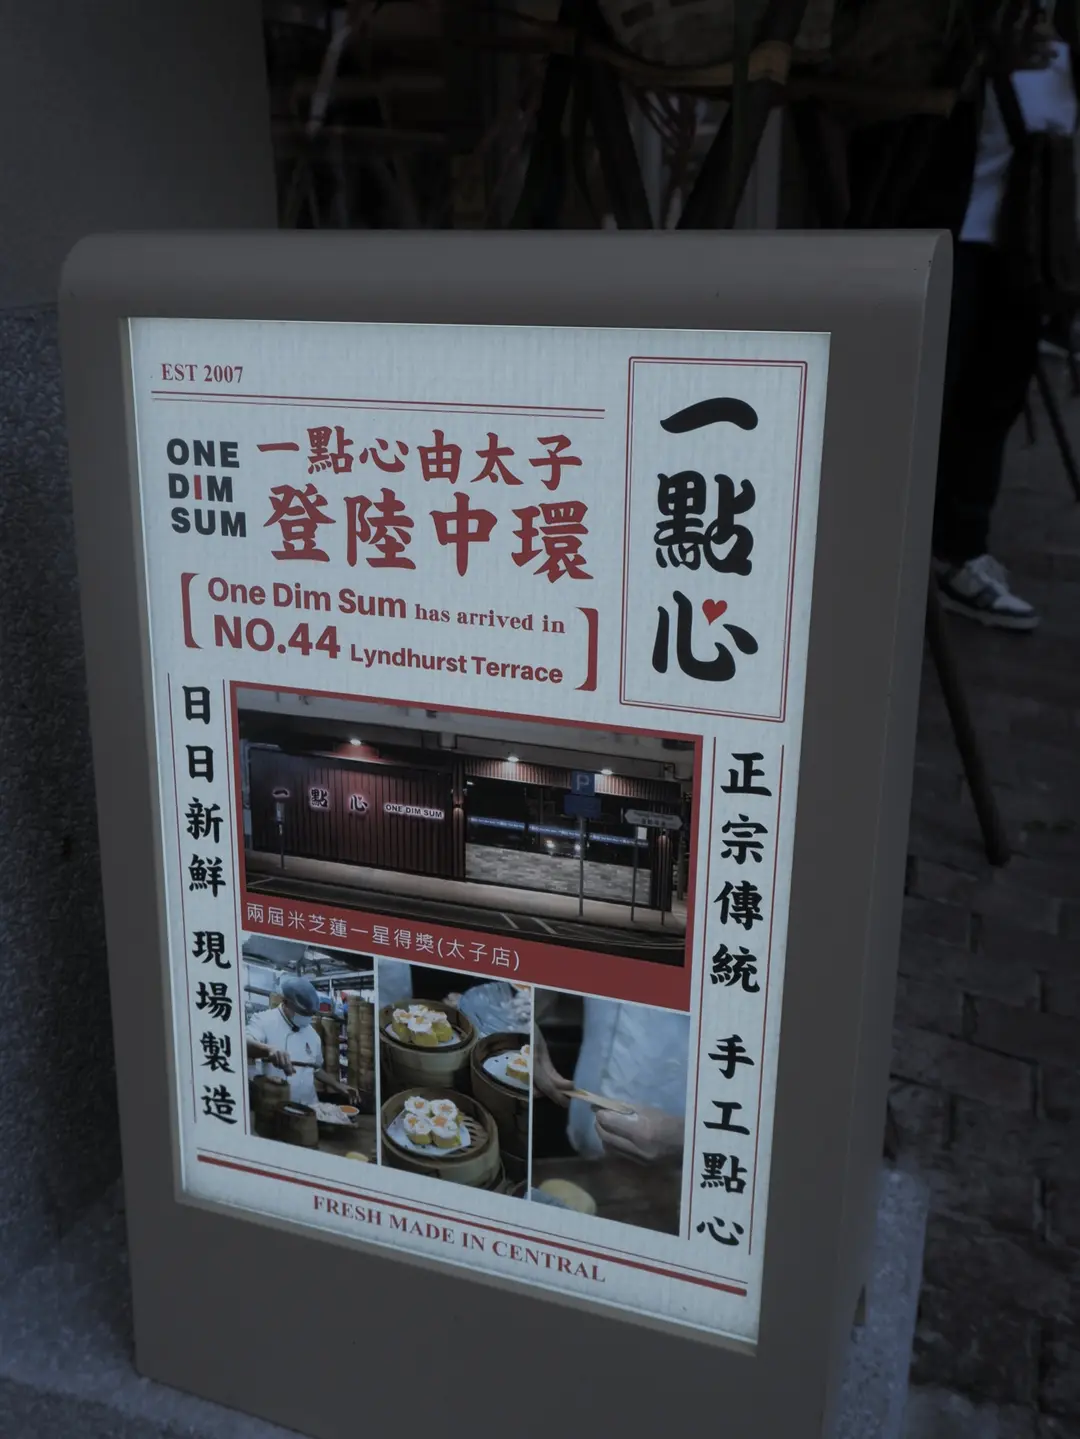 EST 2007
ONE
DIM
SUM
一點心由太子
登陸中環
One Dim Sum has arrived in
NO.44 Lyndhurst Terrace
一點心
日日新鮮 現場製造
一點心 ONE DIM SUM
P
兩屆米芝蓮一星得獎(太子店)
正宗傳統 手工點心
FRESH MADE IN CENTRAL